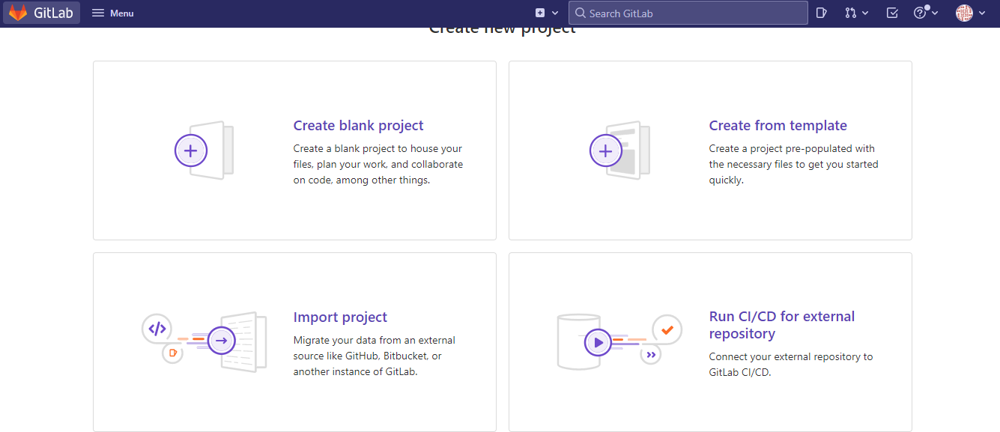 GitLab Menu Search GitLab
Create new project
Create blank project
Create a blank project to house your
files, plan your work, and collaborate
on code, among other things.
Create from template
Create a project pre-populated with
the necessary files to get you started
quickly.
Import project
Migrate your data from an external
source like GitHub, Bitbucket, or
another instance of GitLab.
Run CI/CD for external
repository
Connect your external repository to
GitLab CI/CD.